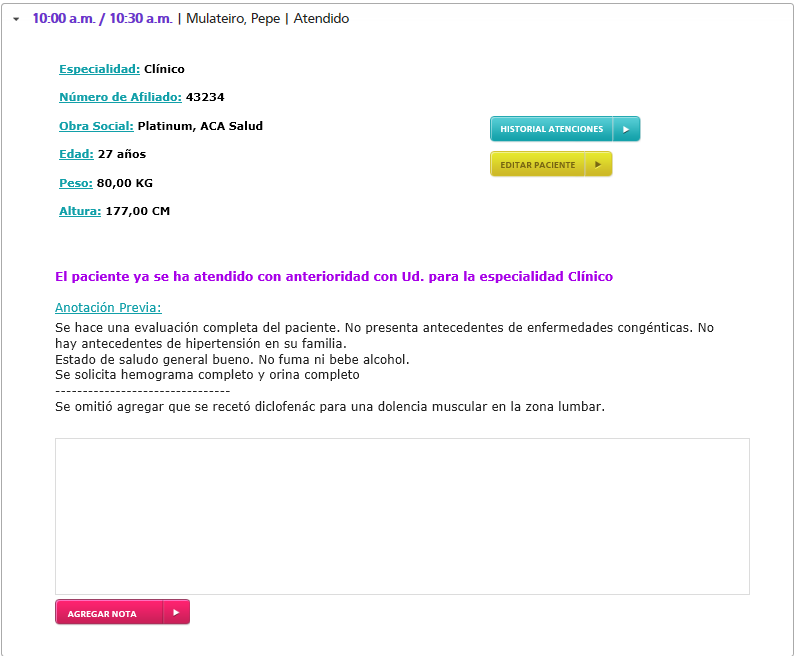 10:00 a.m. / 10:30 a.m. | Mulateiro, Pepe | Atendido
Especialidad: Clínico
Número de Afiliado: 43234
Obra Social: Platinum, ACA Salud
Edad: 27 años
Peso: 80,00 KG
Altura: 177,00 CM
HISTORIAL ATENCIONES
EDITAR PACIENTE
El paciente ya se ha atendido con anterioridad con Ud. para la especialidad Clínico
Anotación Previa:
Se hace una evaluación completa del paciente. No presenta antecedentes de enfermedades congénticas. No
hay antecedentes de hipertensión en su familia.
Estado de saludo general bueno. No fuma ni bebe alcohol.
Se solicita hemograma completo y orina completo
--------------------------------
Se omitió agregar que se recetó diclofenác para una dolencia muscular en la zona lumbar.
AGREGAR NOTA